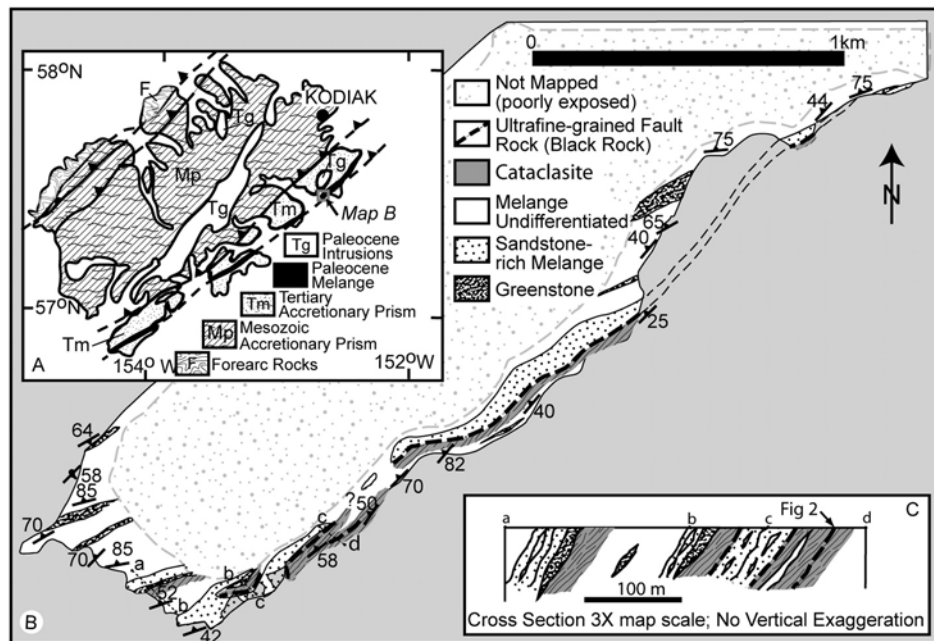 58°N
F
KODIAK
Tg
Mp
Tg
Tg
Tm
Map B
Tg Paleocene
Intrusions
Paleocene
Melange
57°N
Tm Tertiary
Accretionary Prism
Mp Mesozoic
Accretionary Prism
Tm
154° W
152°W
A
F Forearc Rocks
0 1km
Not Mapped
(poorly exposed)
Ultrafine-grained Fault
Rock (Black Rock)
Cataclasite
Melange
Undifferentiated
Sandstone-
rich Melange
Greenstone
N
75
44
75
65
40
25
40
82
70
?
50
64
58
85
70
70
85
a
52
b
b
c
c
58
d
42
B
Fig 2
C
a b c d
100 m
Cross Section 3X map scale; No Vertical Exaggeration